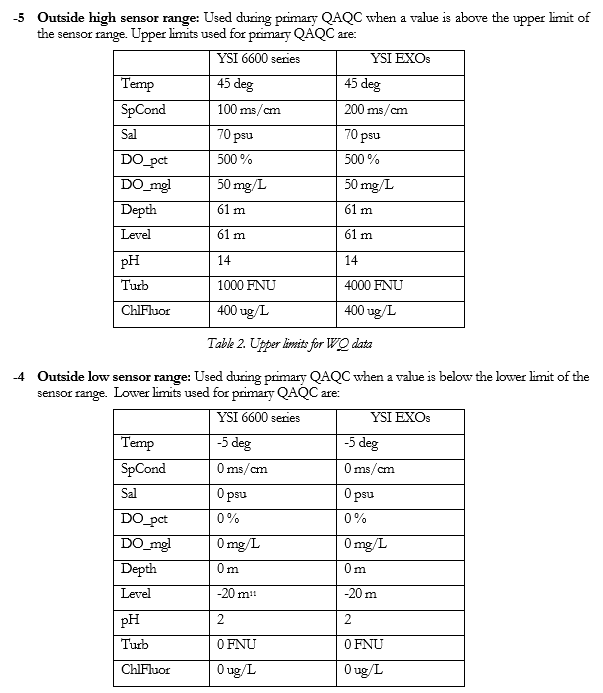 -5 Outside high sensor range: Used during primary QAQC when a value is above the upper limit of
the sensor range. Upper limits used for primary QAQC are:
YSI 6600 series YSI EXOs
Temp 45 deg 45 deg
SpCond 100 ms/cm 200 ms/cm
Sal 70 psu 70 psu
DO_pct 500 % 500 %
DO_mgl 50 mg/L 50 mg/L
Depth 61 m 61 m
Level 61 m 61 m
pH 14 14
Turb 1000 FNU 4000 FNU
ChlFluor 400 ug/L 400 ug/L
Table 2. Upper limits for WQ data
-4 Outside low sensor range: Used during primary QAQC when a value is below the lower limit of the
sensor range. Lower limits used for primary QAQC are:
YSI 6600 series YSI EXOs
Temp -5 deg -5 deg
SpCond 0 ms/cm 0 ms/cm
Sal 0 psu 0 psu
DO_pct 0 % 0 %
DO_mgl 0 mg/L 0 mg/L
Depth 0 m 0 m
Level -20 m¹¹ -20 m
pH 2 2
Turb 0 FNU 0 FNU
ChlFluor 0 ug/L 0 ug/L